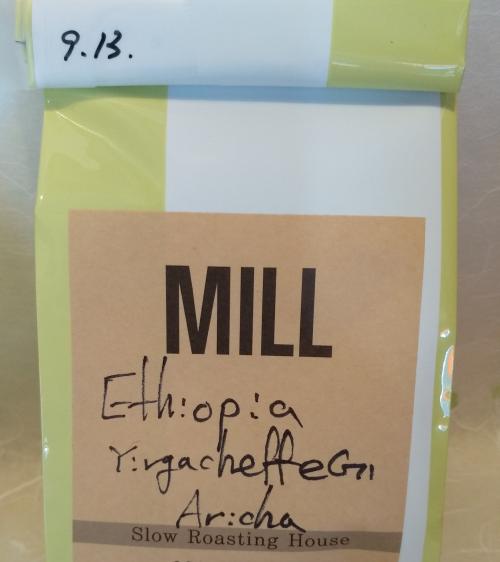 9.13.
MILL
Ethiopia
YirgacheffeG1
Aricha
Slow Roasting House